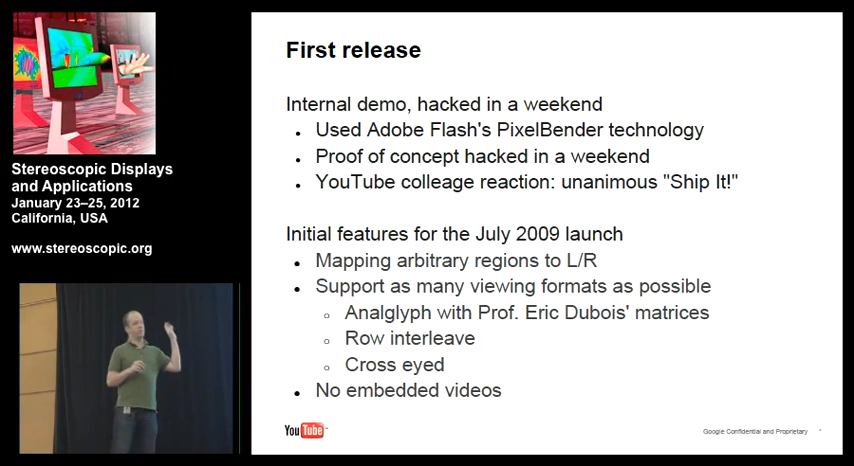 Stereoscopic Displays
and Applications
January 23–25, 2012
California, USA
www.stereoscopic.org
First release
Internal demo, hacked in a weekend
• Used Adobe Flash's PixelBender technology
• Proof of concept hacked in a weekend
• YouTube colleage reaction: unanimous "Ship It!"
Initial features for the July 2009 launch
• Mapping arbitrary regions to L/R
• Support as many viewing formats as possible
○ Analglyph with Prof. Eric Dubois' matrices
○ Row interleave
○ Cross eyed
• No embedded videos
YouTube
Google Confidential and Proprietary